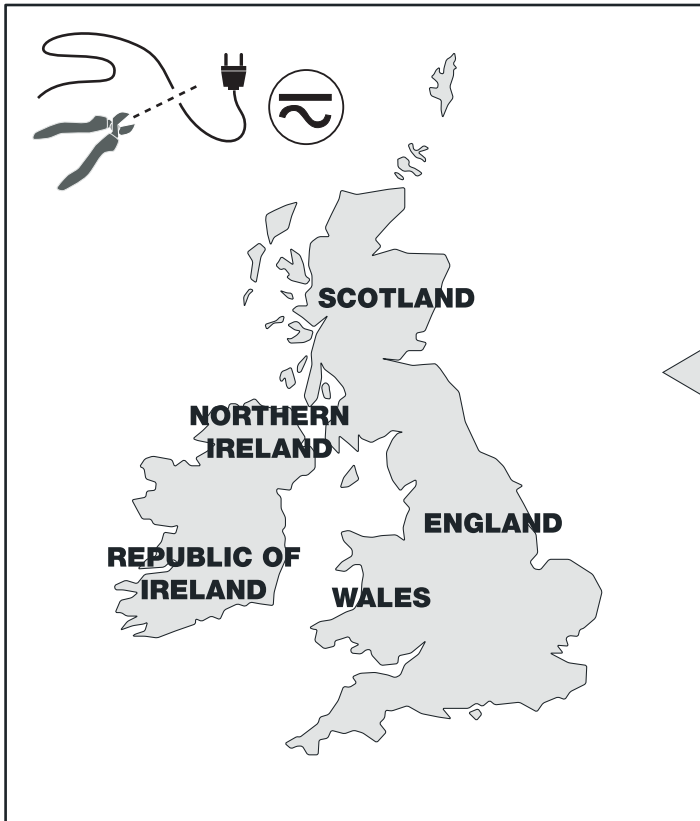 SCOTLAND
NORTHERN
IRELAND
ENGLAND
REPUBLIC OF
IRELAND
WALES